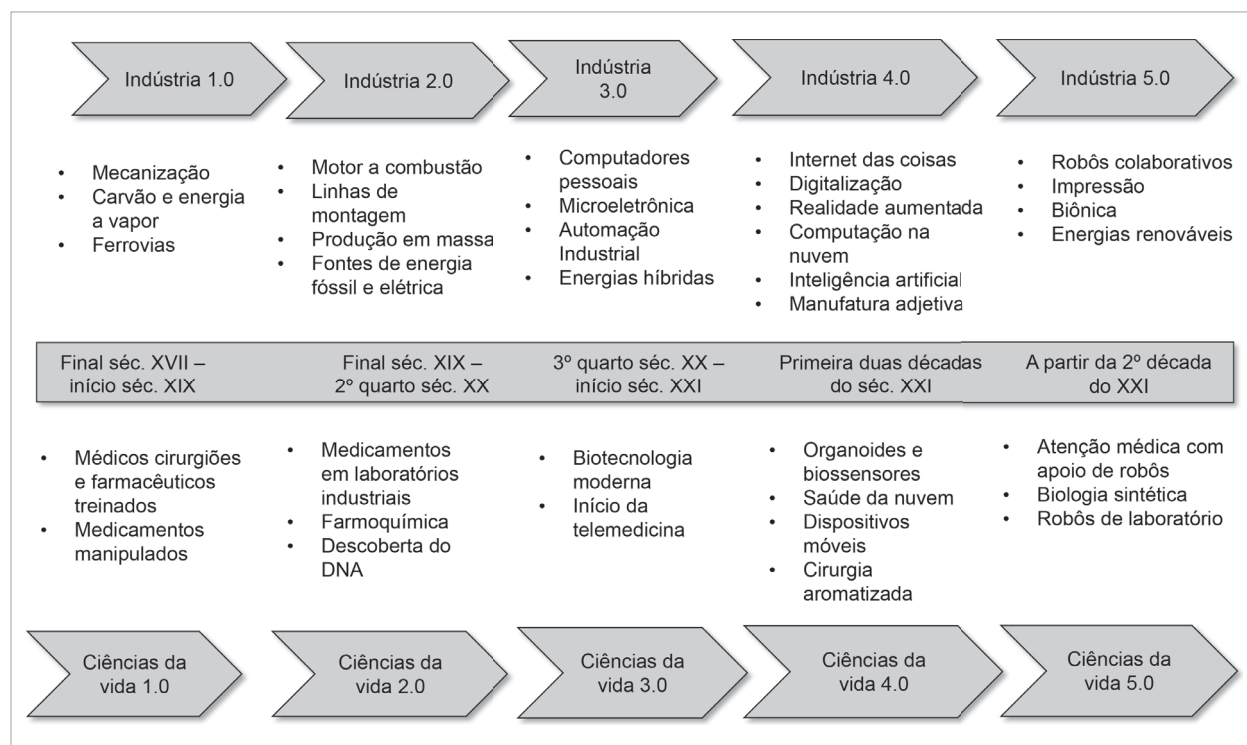 Indústria 1.0
Indústria 2.0
Indústria
3.0
Indústria 4.0
Indústria 5.0
• Mecanização
• Carvão e energia
a vapor
• Ferrovias
• Motor a combustão
• Linhas de
montagem
• Produção em massa
• Fontes de energia
fóssil e elétrica
• Computadores
pessoais
• Microeletrônica
• Automação
Industrial
• Energias híbridas
• Internet das coisas
• Digitalização
• Realidade aumentada
• Computação na
nuvem
• Inteligência artificial
• Manufatura adjetiva
• Robôs colaborativos
• Impressão
• Biônica
• Energias renováveis
Final séc. XVII –
início séc. XIX
Final séc. XIX –
2º quarto séc. XX
3º quarto séc. XX –
início séc. XXI
Primeira duas décadas
do séc. XXI
A partir da 2º década
do XXI
• Médicos cirurgiões
e farmacêuticos
treinados
• Medicamentos
manipulados
• Medicamentos
em laboratórios
industriais
• Farmoquímica
• Descoberta do
DNA
• Biotecnologia
moderna
• Início da
telemedicina
• Organoides e
biossensores
• Saúde da nuvem
• Dispositivos
móveis
• Cirurgia
aromatizada
• Atenção médica com
apoio de robôs
• Biologia sintética
• Robôs de laboratório
Ciências da
vida 1.0
Ciências da
vida 2.0
Ciências da
vida 3.0
Ciências da
vida 4.0
Ciências da
vida 5.0